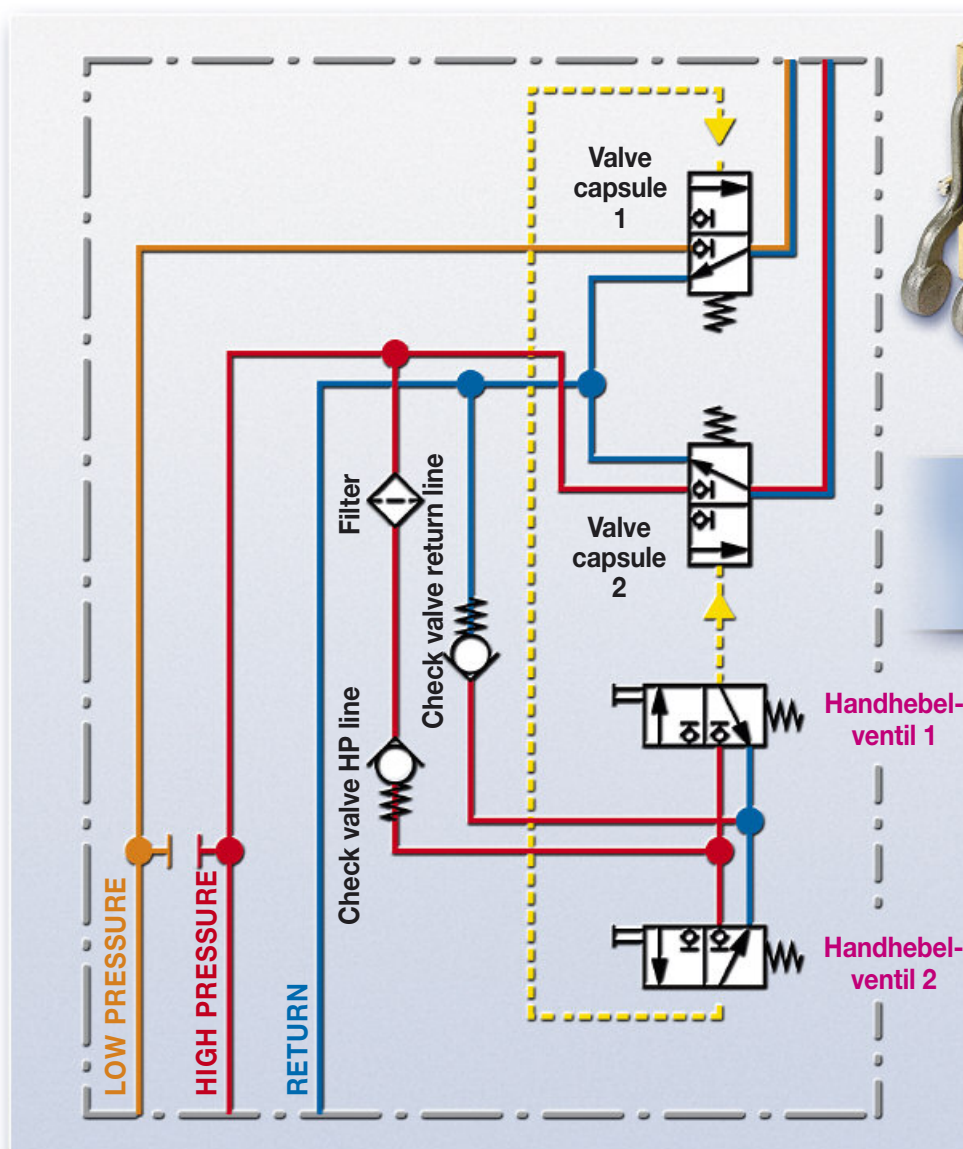 Valve
capsule
1
Filter
Check valve return line
Valve
capsule
2
Check valve HP line
Handhebel-
ventil 1
LOW PRESSURE
HIGH PRESSURE
RETURN
Handhebel-
ventil 2